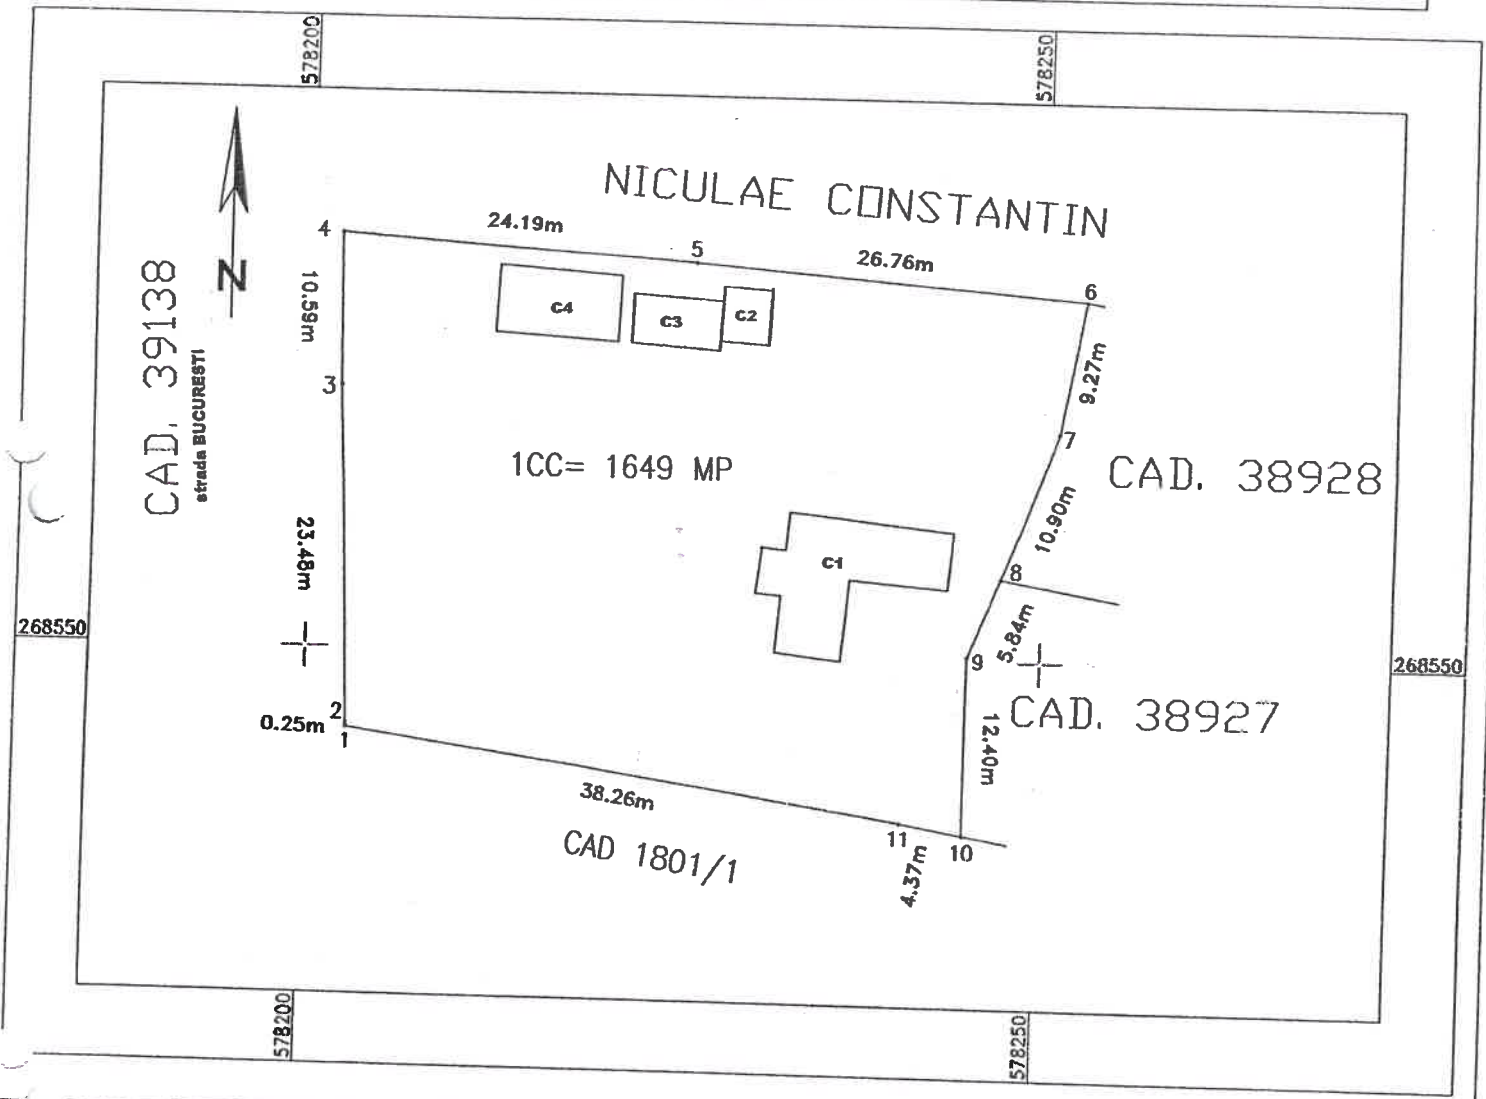 578200
578250
NICULAE CONSTANTIN
4
24.19m
5
26.76m
6
N
CAD. 39138
strada BUCURESTI
10.59m
C4
C3
C2
3
9.27m
7
1CC= 1649 MP
CAD. 38928
10.90m
23.48m
C1
8
5.84m
268550
9
268550
2
0.25m
1
12.40m
CAD. 38927
38.26m
11
10
CAD 1801/1
4.37m
578200
578250